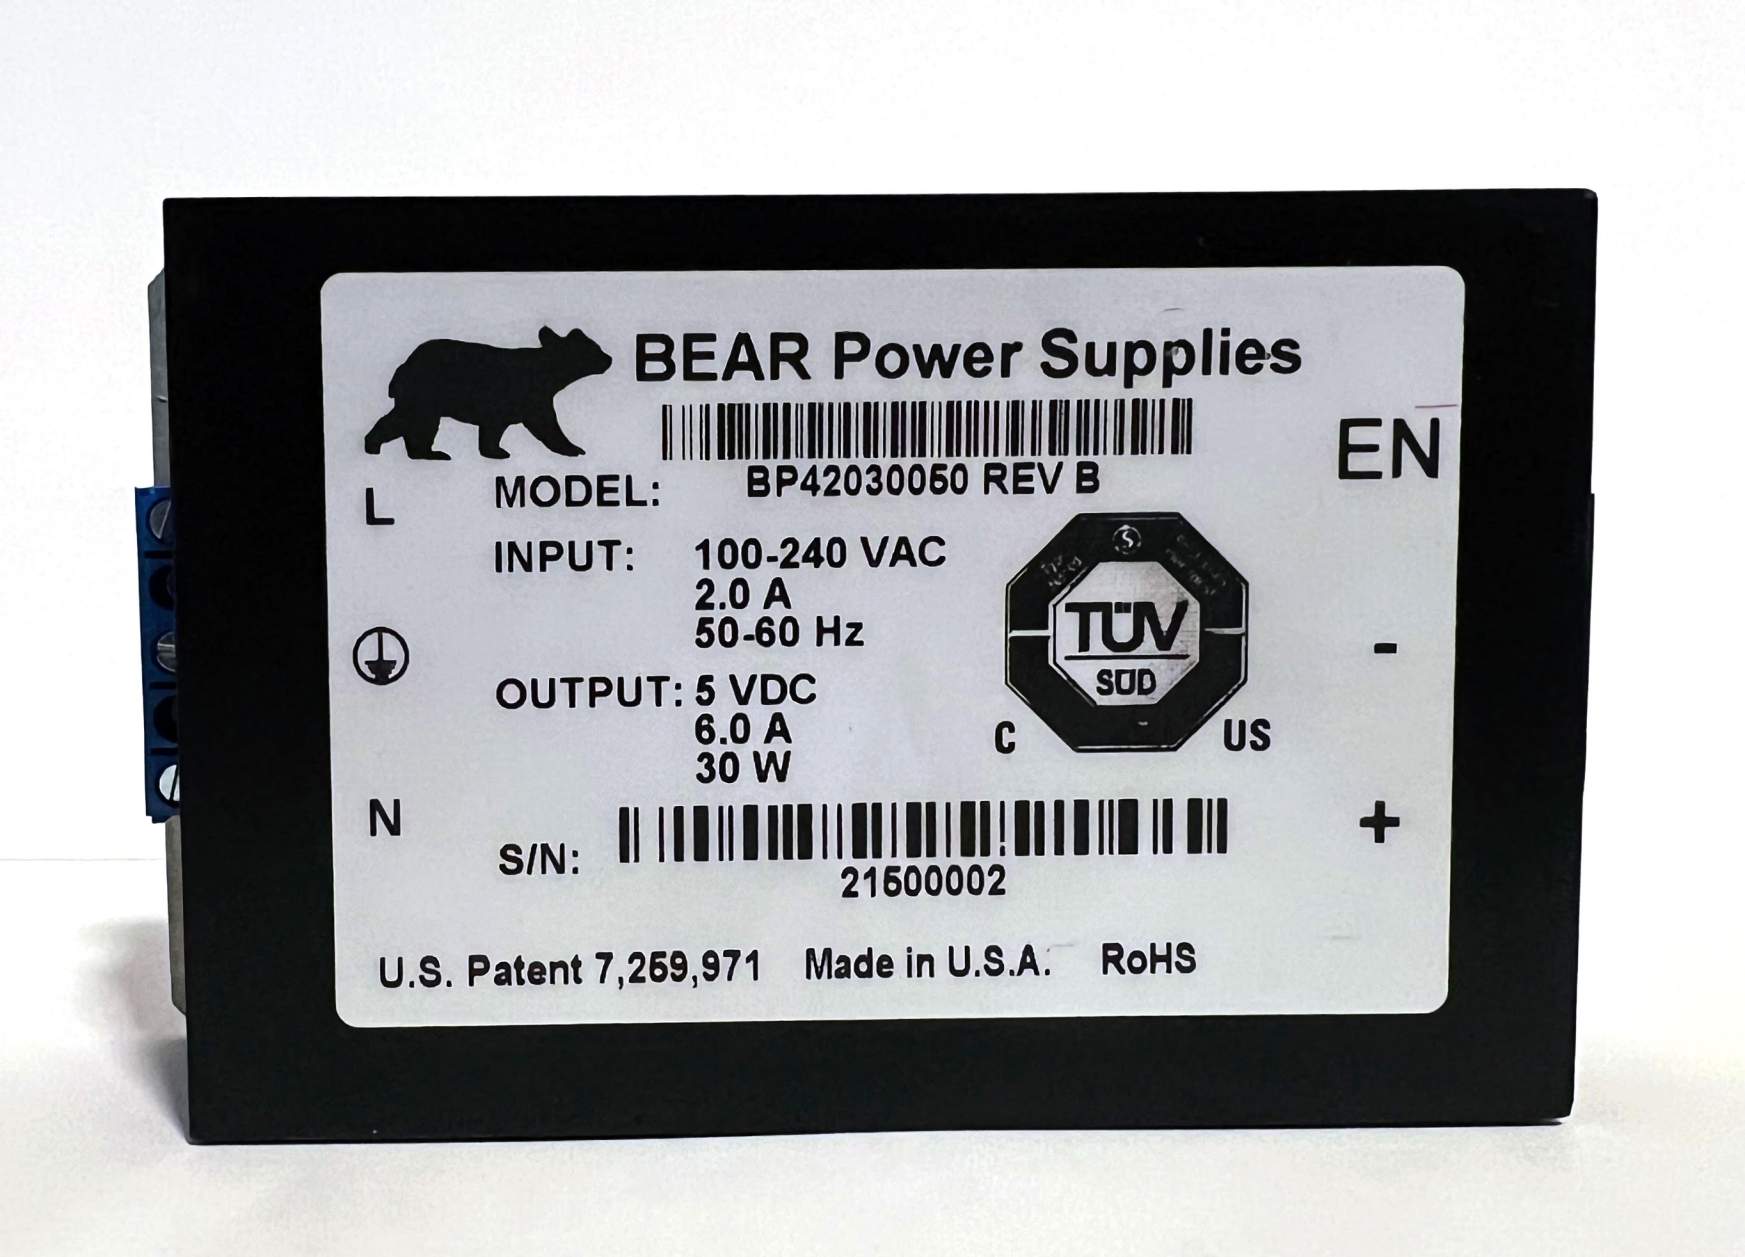 BEAR Power Supplies
BP42030050 REV B
EN
L
MODEL:
INPUT: 100-240 VAC
2.0 A
50-60 Hz
TÜV
SÜD
OUTPUT: 5 VDC
6.0 A
30 W
C US
-
N
+
S/N:
21500002
U.S. Patent 7,259,971 Made in U.S.A. RoHS